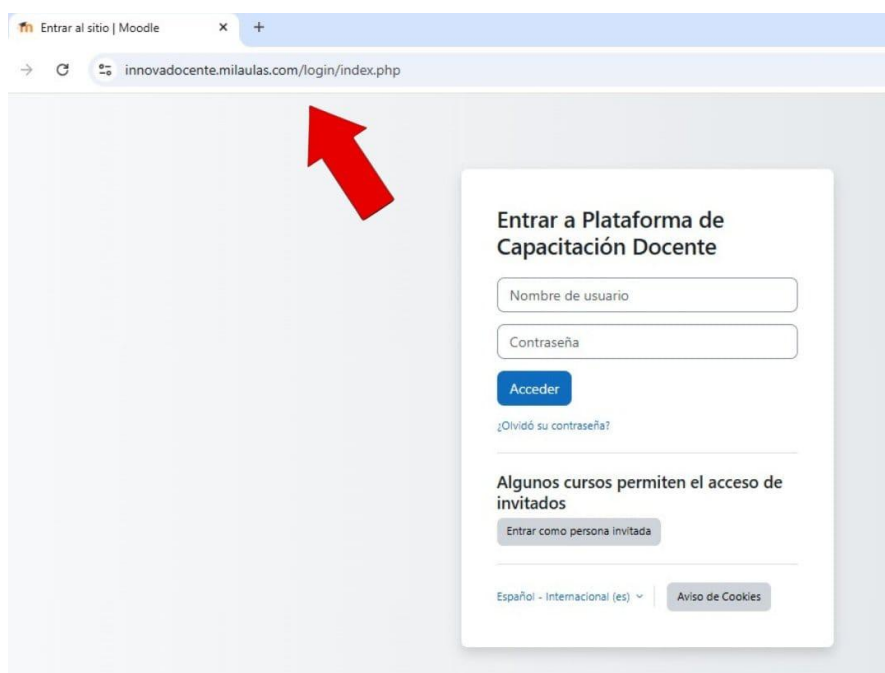 Entrar al sitio | Moodle
innovadocente.milaulas.com/login/index.php
Entrar a Plataforma de
Capacitación Docente
Nombre de usuario
Contraseña
Acceder
¿Olvidó su contraseña?
Algunos cursos permiten el acceso de
invitados
Entrar como persona invitada
Español - Internacional (es)
Aviso de Cookies